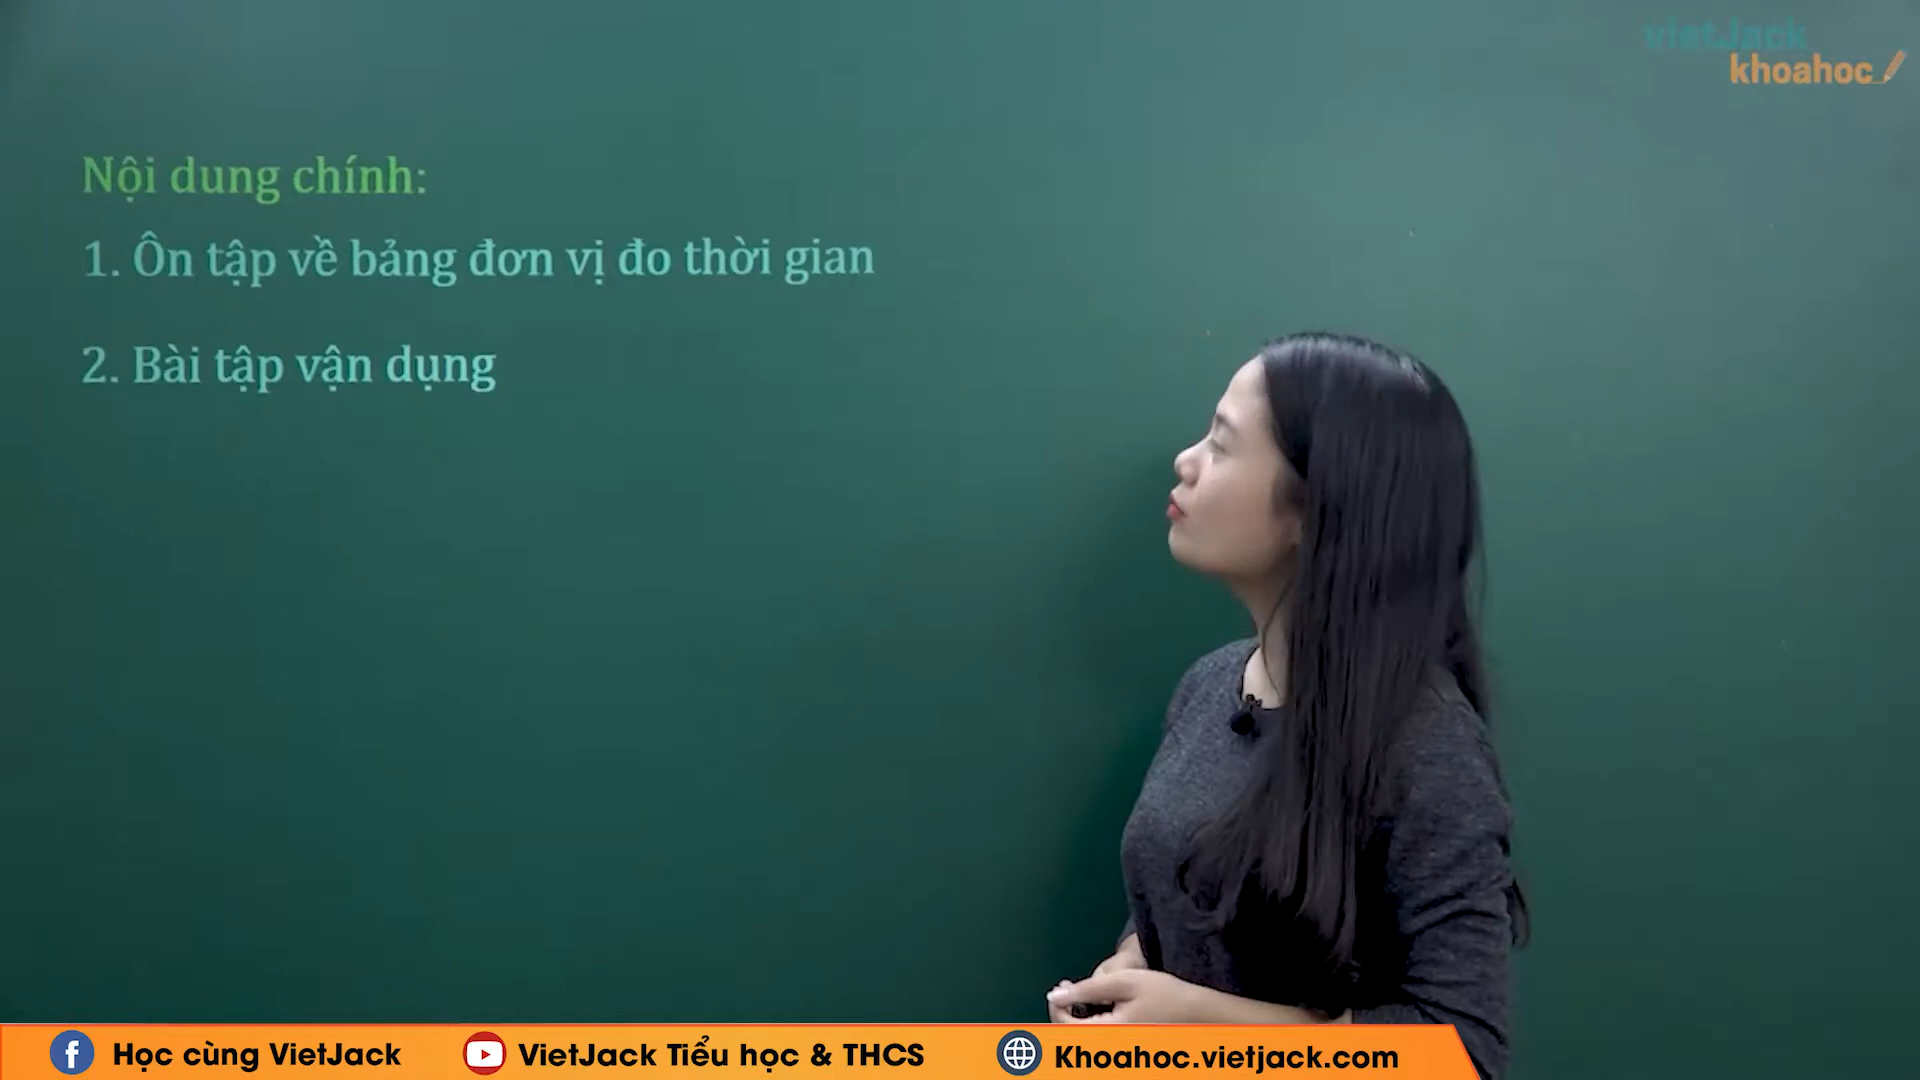 vietJack
khoahoc
Nội dung chính:
1. Ôn tập về bảng đơn vị đo thời gian
2. Bài tập vận dụng
Học cùng VietJack
VietJack Tiểu học & THCS
Khoahoc.vietjack.com